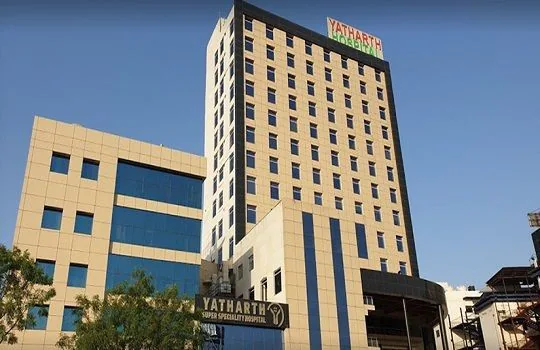 YATHARTH
HOSPITAL
YATHARTH
SUPER SPECIALITY HOSPITAL